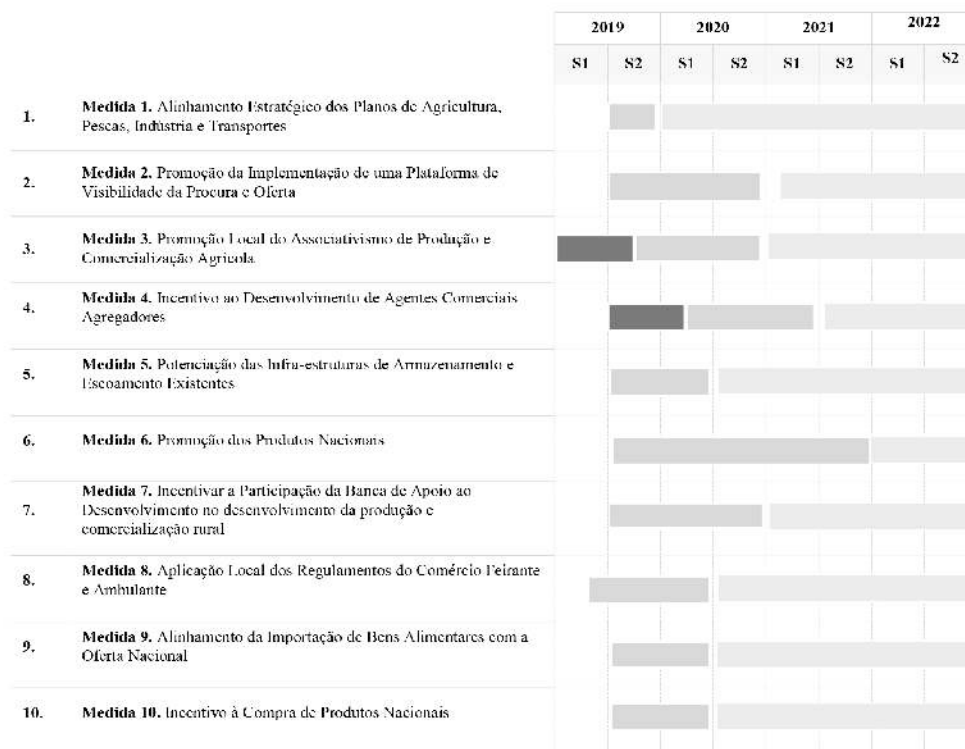 2019 2020 2021 2022
S1 S2 S1 S2 S1 S2 S1 S2
1. Medida 1. Alinhamento Estratégico dos Planos de Agricultura,
Pescas, Indústria e Transportes
2. Medida 2. Promoção da Implementação de uma Plataforma de
Visibilidade da Procura e Oferta
3. Medida 3. Promoção Local do Associativismo de Produção e
Comercialização Agrícola
4. Medida 4. Incentivo ao Desenvolvimento de Agentes Comerciais
Agregadores
5. Medida 5. Potenciação das Infra-estruturas de Armazenamento e
Escoamento Existentes
6. Medida 6. Promoção dos Produtos Nacionais
7. Medida 7. Incentivar a Participação da Banca de Apoio ao
Desenvolvimento no desenvolvimento da produção e
comercialização rural
8. Medida 8. Aplicação Local dos Regulamentos do Comércio Feirante
e Ambulante
9. Medida 9. Alinhamento da Importação de Bens Alimentares com a
Oferta Nacional
10. Medida 10. Incentivo à Compra de Produtos Nacionais